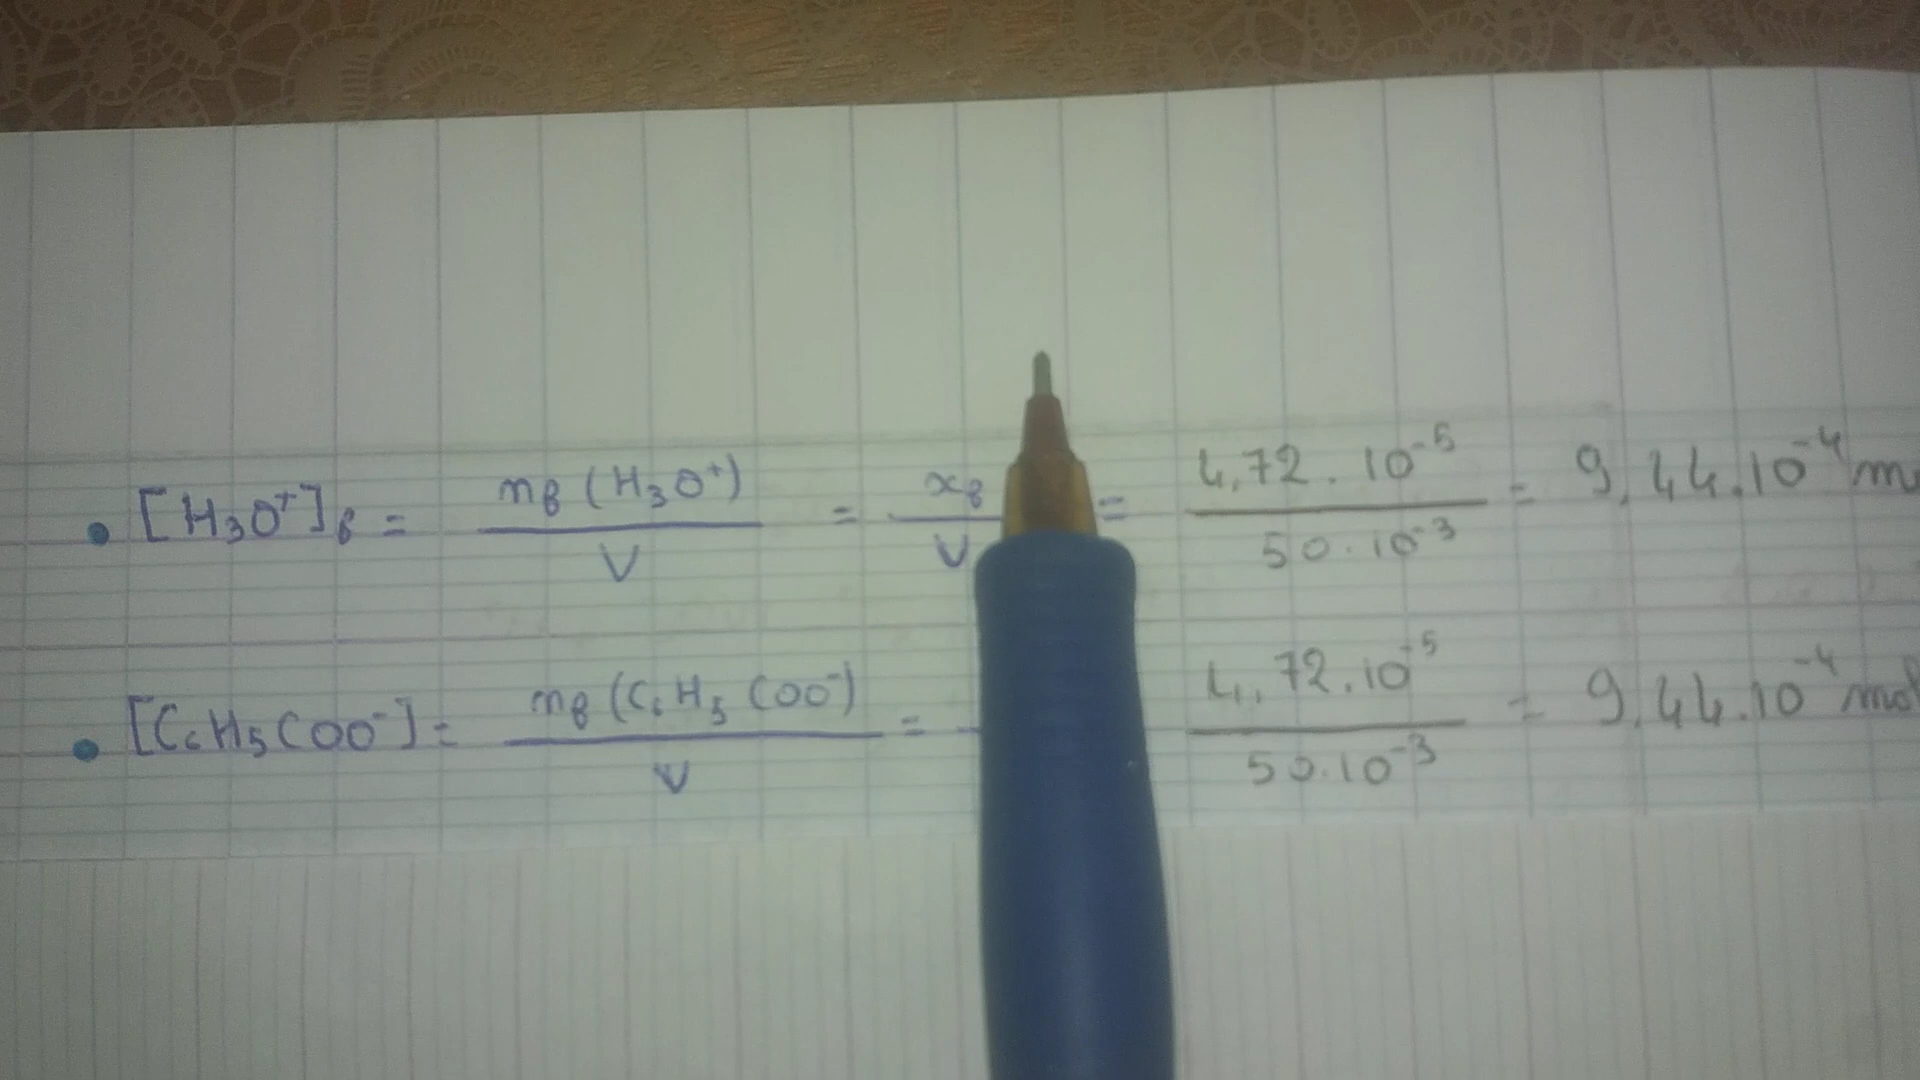 • [H₃O⁺]f = nf (H₃O⁺) / V = xf / V = 4,72 . 10⁻⁵ / 50 . 10⁻³ = 9,44 . 10⁻⁴
• [C₆H₅COO⁻] = nf (C₆H₅COO⁻) / V = 4,72 . 10⁻⁵ / 50 . 10⁻³ = 9,44 . 10⁻⁴ mol